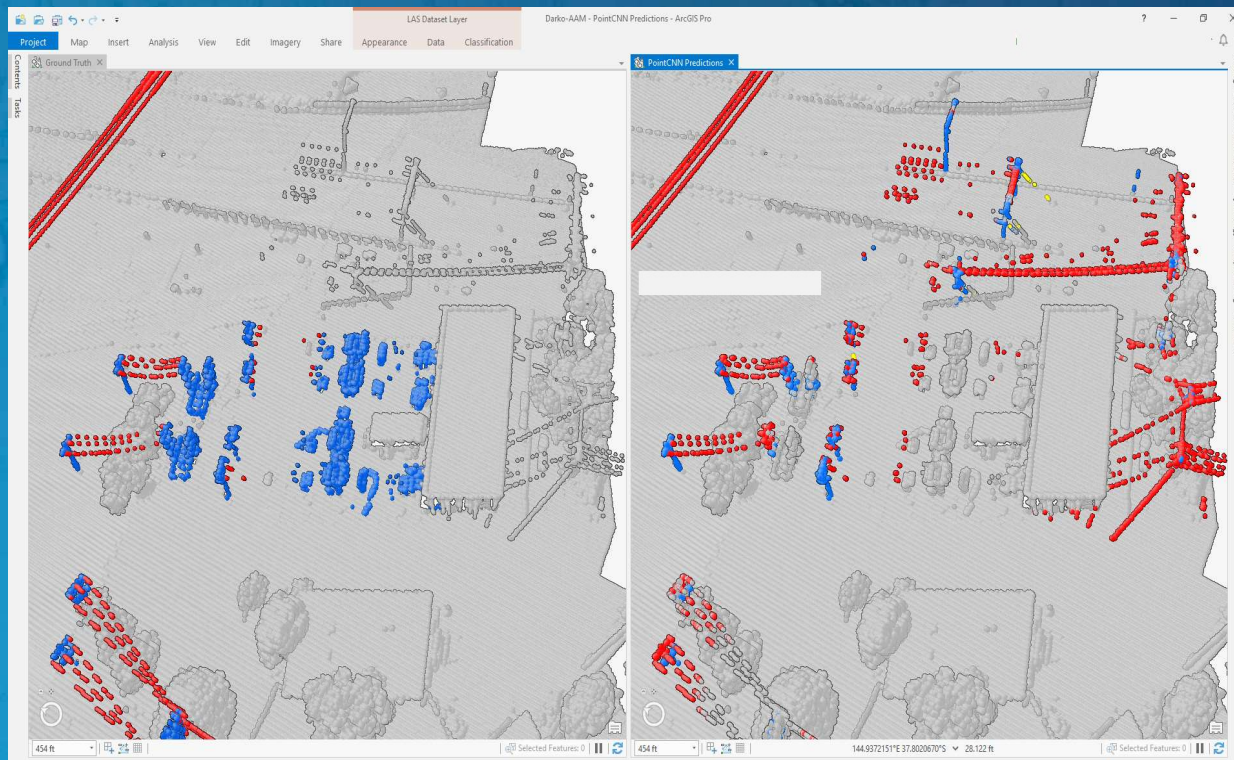 LAS Dataset Layer
Darko-AAM - PointCNN Predictions - ArcGIS Pro
?
Project Map Insert Analysis View Edit Imagery Share Appearance Data Classification
Ground Truth
PointCNN Predictions
Contents
Tasks
454 ft
Selected Features: 0
454 ft
144.9372151°E 37.8020670°S
28.122 ft
Selected Features: 0